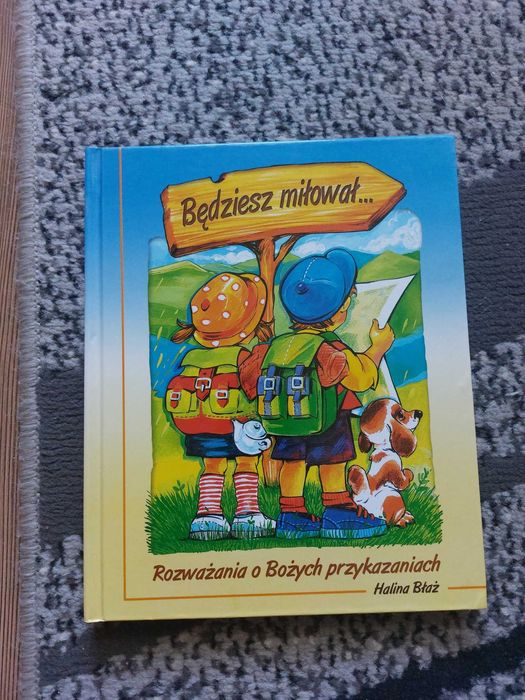 Będziesz miłował...
Rozważania o Bożych przykazaniach
Halina Błaż